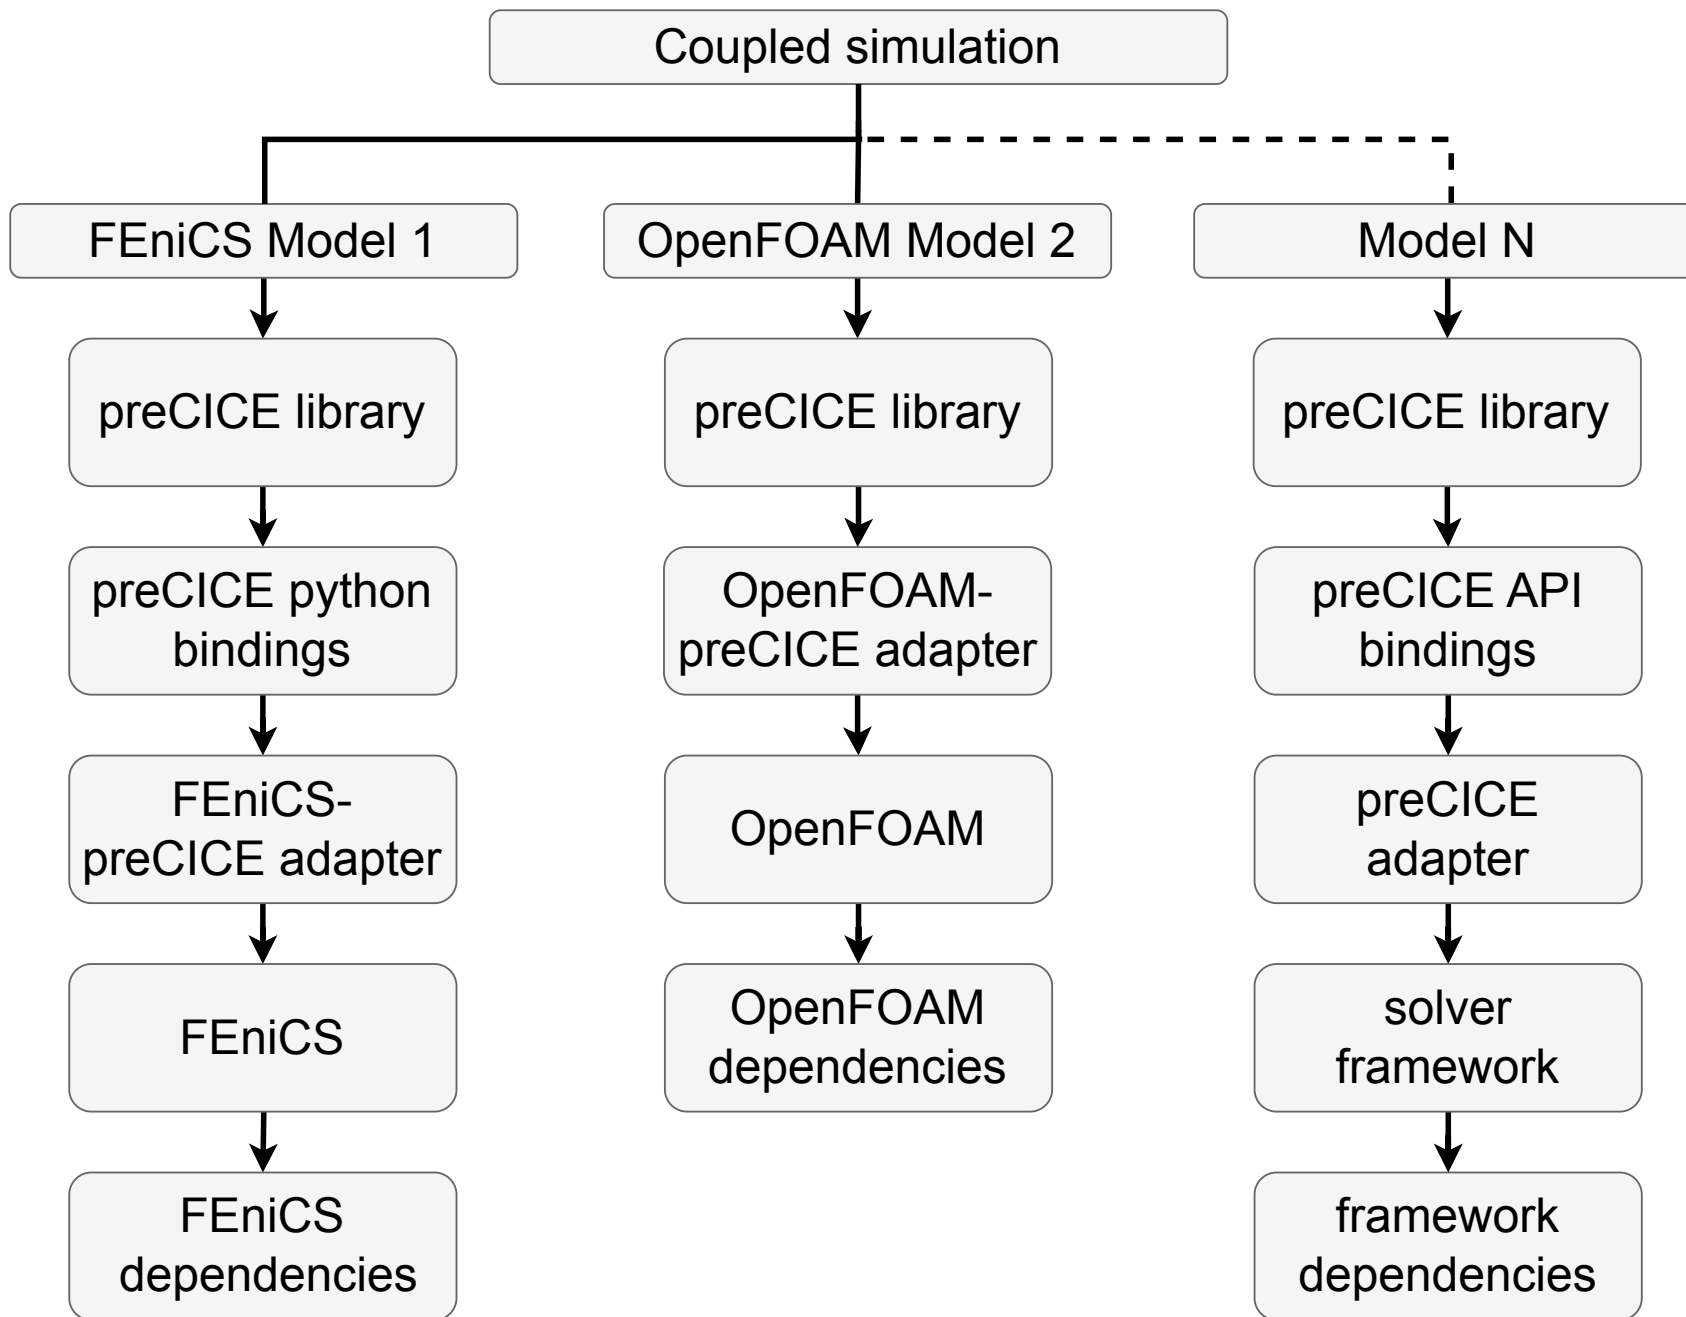 Coupled simulation
FEniCS Model 1
OpenFOAM Model 2
Model N
preCICE library
preCICE library
preCICE library
preCICE python
bindings
OpenFOAM-
preCICE adapter
preCICE API
bindings
FEniCS-
preCICE adapter
OpenFOAM
preCICE
adapter
FEniCS
OpenFOAM
dependencies
solver
framework
FEniCS
dependencies
framework
dependencies